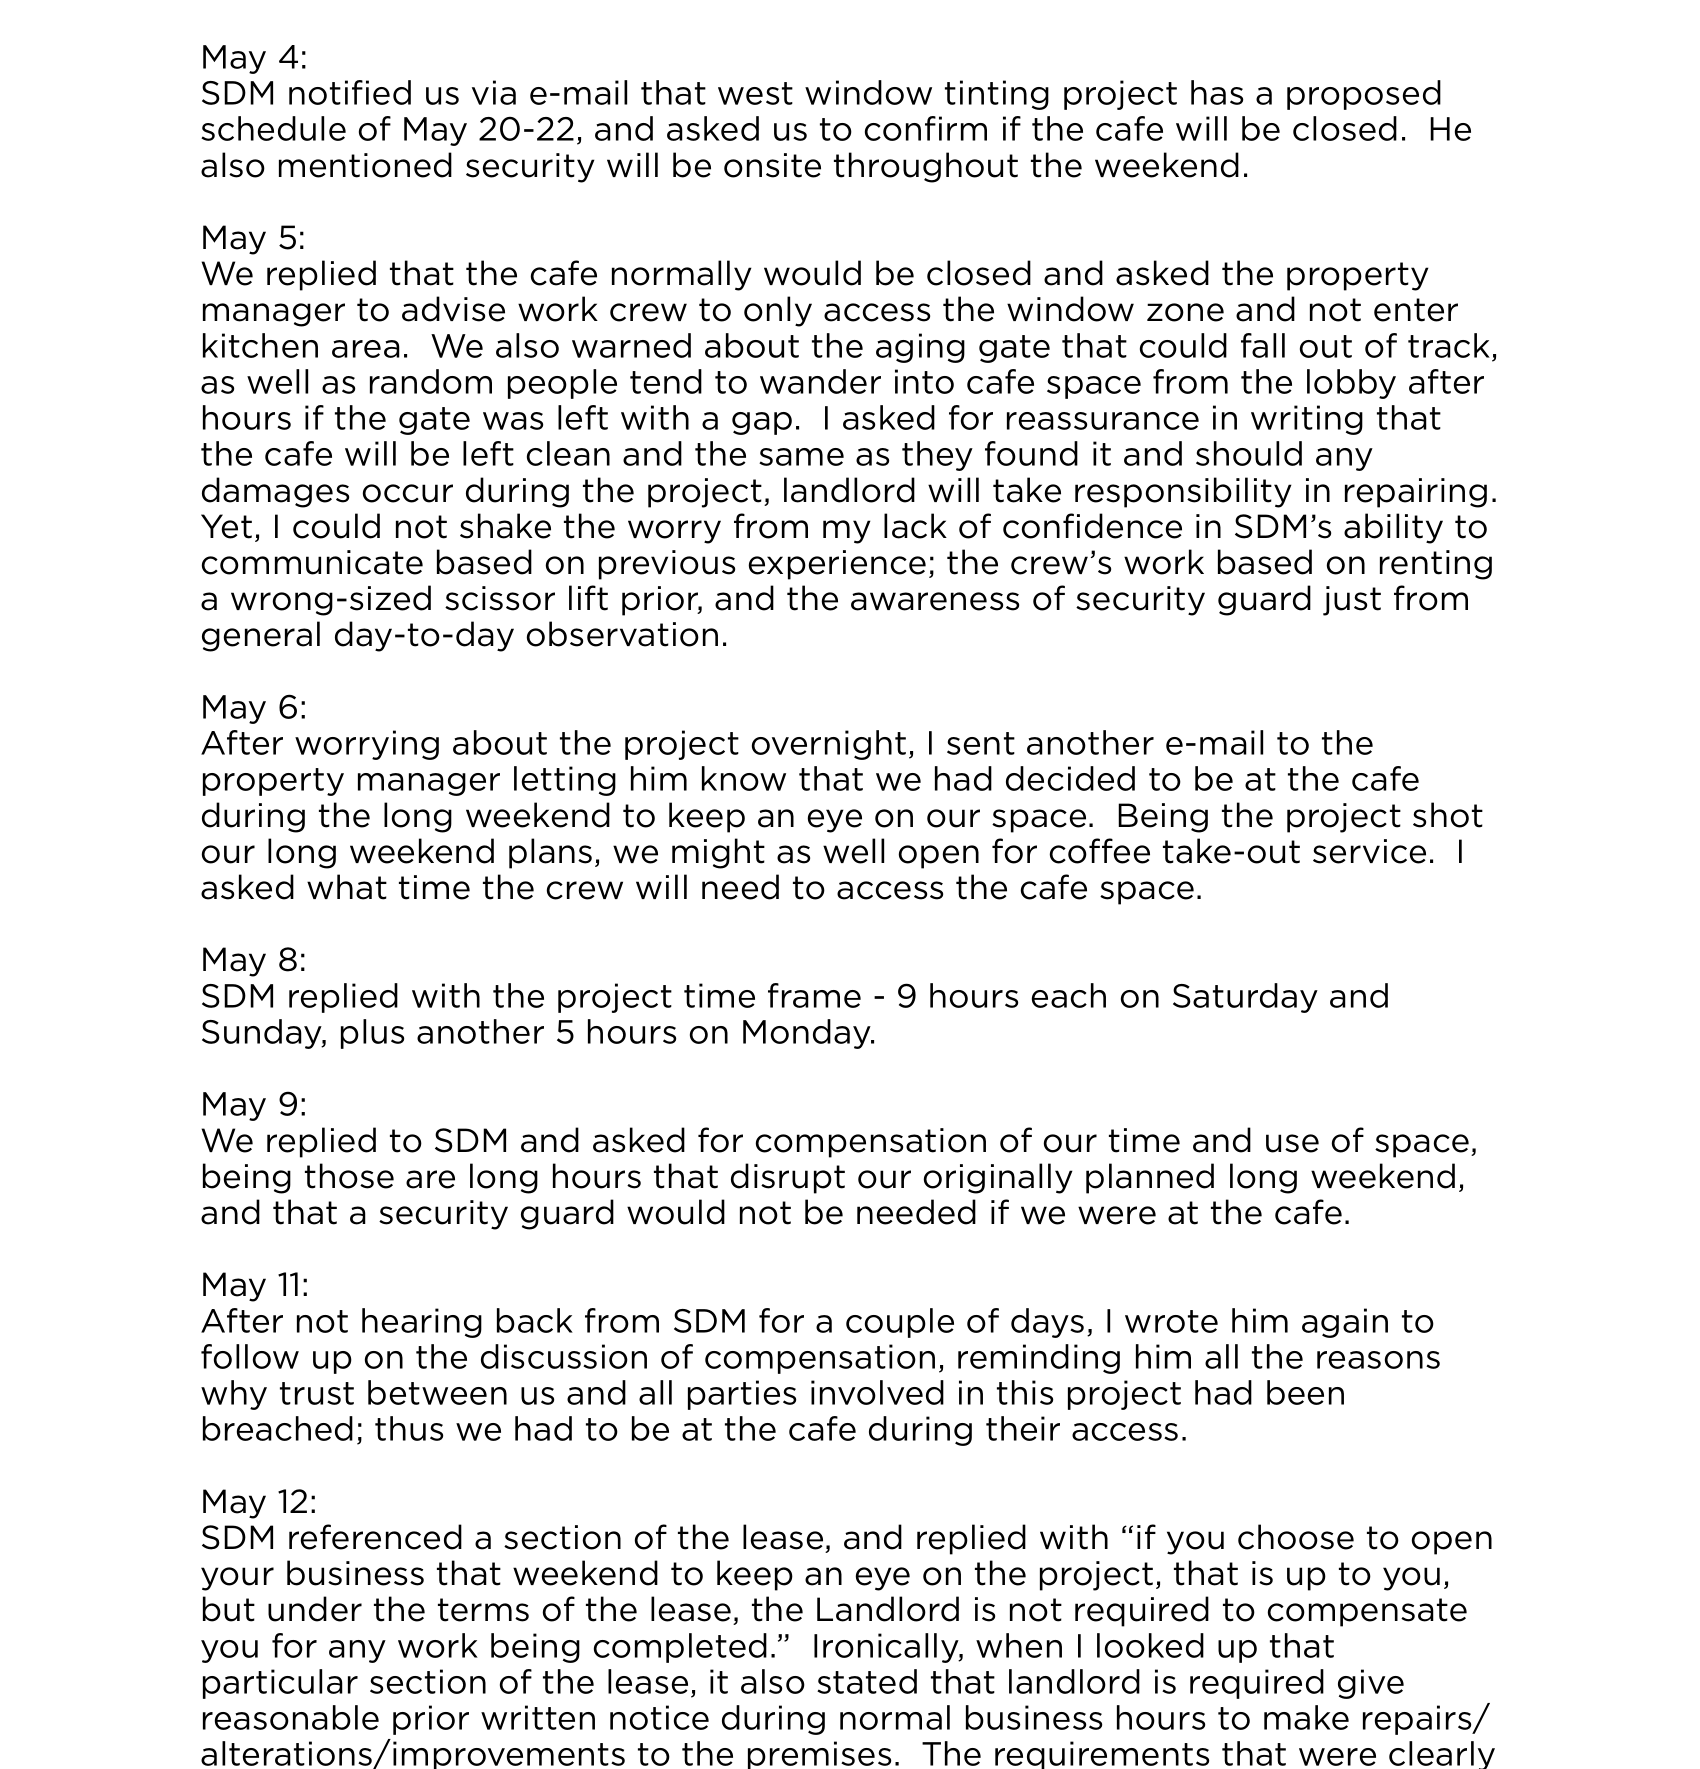 May 4:
SDM notified us via e-mail that west window tinting project has a proposed
schedule of May 20-22, and asked us to confirm if the cafe will be closed.  He
also mentioned security will be onsite throughout the weekend.
May 5:
We replied that the cafe normally would be closed and asked the property
manager to advise work crew to only access the window zone and not enter
kitchen area.  We also warned about the aging gate that could fall out of track,
as well as random people tend to wander into cafe space from the lobby after
hours if the gate was left with a gap.  I asked for reassurance in writing that
the cafe will be left clean and the same as they found it and should any
damages occur during the project, landlord will take responsibility in repairing.
Yet, I could not shake the worry from my lack of confidence in SDM’s ability to
communicate based on previous experience; the crew’s work based on renting
a wrong-sized scissor lift prior, and the awareness of security guard just from
general day-to-day observation.
May 6:
After worrying about the project overnight, I sent another e-mail to the
property manager letting him know that we had decided to be at the cafe
during the long weekend to keep an eye on our space.  Being the project shot
our long weekend plans, we might as well open for coffee take-out service.  I
asked what time the crew will need to access the cafe space.
May 8:
SDM replied with the project time frame - 9 hours each on Saturday and
Sunday, plus another 5 hours on Monday.
May 9:
We replied to SDM and asked for compensation of our time and use of space,
being those are long hours that disrupt our originally planned long weekend,
and that a security guard would not be needed if we were at the cafe.
May 11:
After not hearing back from SDM for a couple of days, I wrote him again to
follow up on the discussion of compensation, reminding him all the reasons
why trust between us and all parties involved in this project had been
breached; thus we had to be at the cafe during their access.
May 12:
SDM referenced a section of the lease, and replied with “if you choose to open
your business that weekend to keep an eye on the project, that is up to you,
but under the terms of the lease, the Landlord is not required to compensate
you for any work being completed.”  Ironically, when I looked up that
particular section of the lease, it also stated that landlord is required give
reasonable prior written notice during normal business hours to make repairs/
alterations/improvements to the premises.  The requirements that were clearly